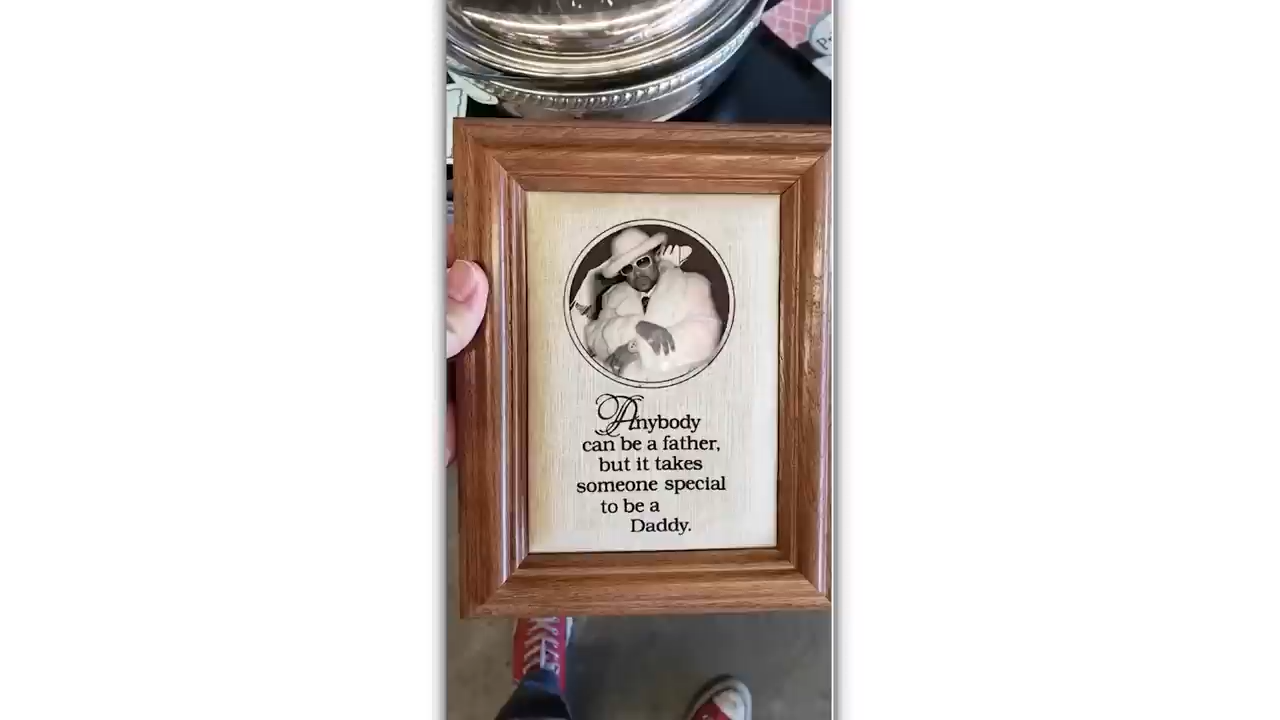 Anybody
can be a father,
but it takes
someone special
to be a
Daddy.